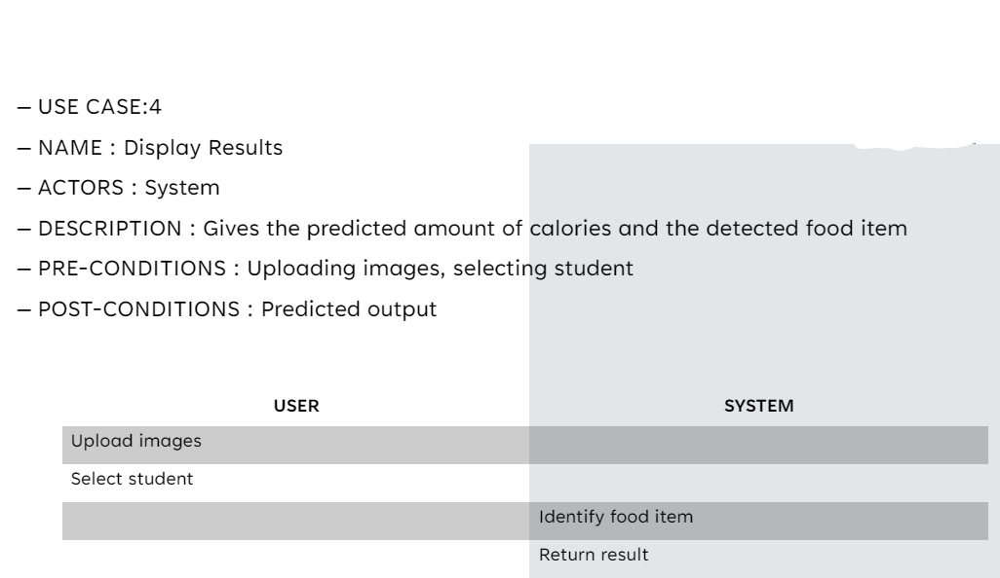 – USE CASE:4
– NAME : Display Results
– ACTORS : System
– DESCRIPTION : Gives the predicted amount of calories and the detected food item
– PRE-CONDITIONS : Uploading images, selecting student
– POST-CONDITIONS : Predicted output
USER SYSTEM
Upload images
Select student
Identify food item
Return result